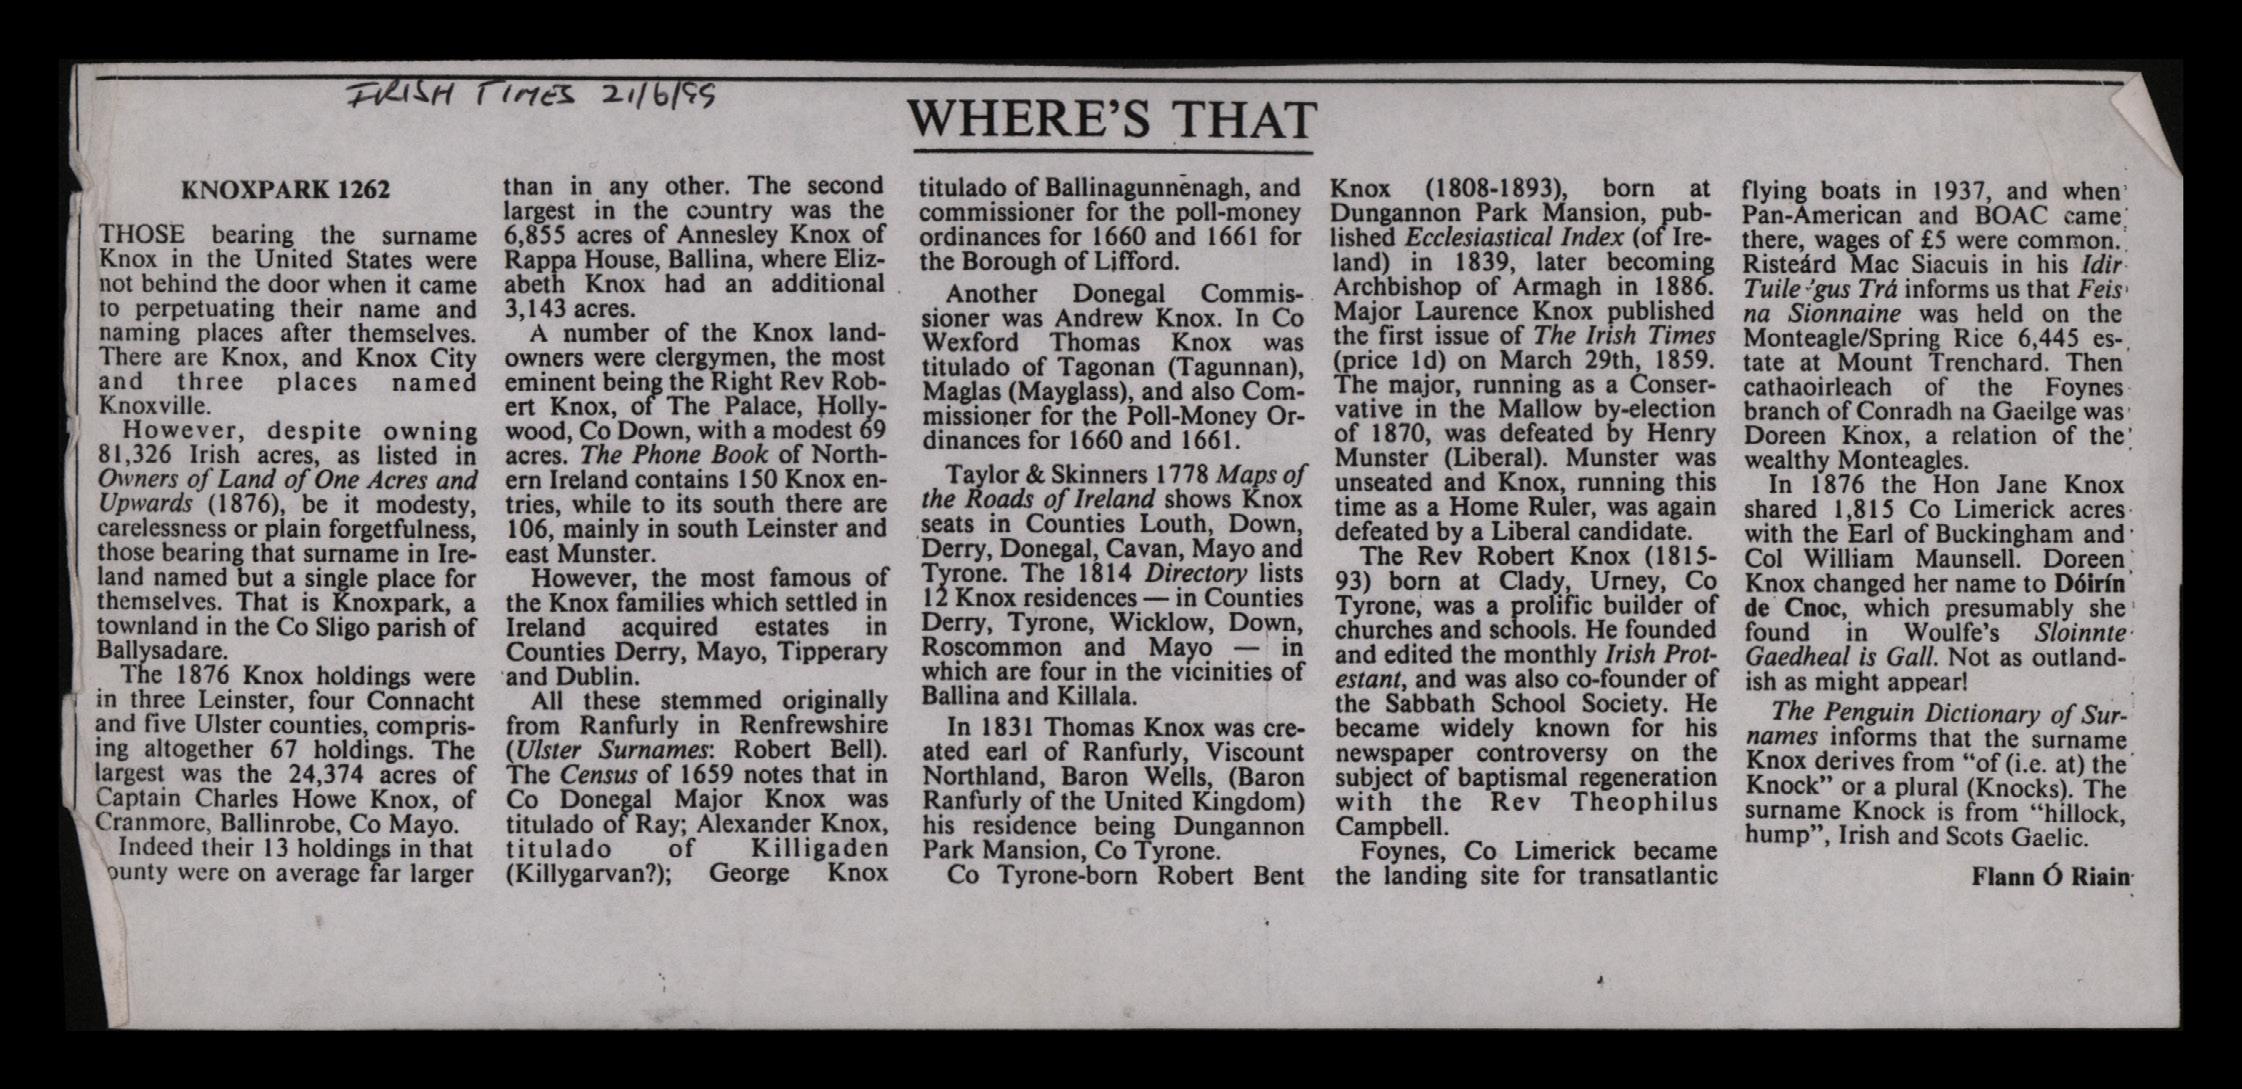 IRISH TIMES 21/6/99
WHERE'S THAT
KNOXPARK 1262
THOSE bearing the surname
Knox in the United States were
not behind the door when it came
to perpetuating their name and
naming places after themselves.
There are Knox, and Knox City
and three places named
Knoxville.
However, despite owning
81,326 Irish acres, as listed in
Owners of Land of One Acres and
Upwards (1876), be it modesty,
carelessness or plain forgetfulness,
those bearing that surname in Ire-
land named but a single place for
themselves. That is Knoxpark, a
townland in the Co Sligo parish of
Ballysadare.
The 1876 Knox holdings were
in three Leinster, four Connacht
and five Ulster counties, compris-
ing altogether 67 holdings. The
largest was the 24,374 acres of
Captain Charles Howe Knox, of
Cranmore, Ballinrobe, Co Mayo.
Indeed their 13 holdings in that
ounty were on average far larger
than in any other. The second
largest in the country was the
6,855 acres of Annesley Knox of
Rappa House, Ballina, where Eliz-
abeth Knox had an additional
3,143 acres.
A number of the Knox land-
owners were clergymen, the most
eminent being the Right Rev Rob-
ert Knox, of The Palace, Holly-
wood, Co Down, with a modest 69
acres. The Phone Book of North-
ern Ireland contains 150 Knox en-
tries, while to its south there are
106, mainly in south Leinster and
east Munster.
However, the most famous of
the Knox families which settled in
Ireland acquired estates in
Counties Derry, Mayo, Tipperary
and Dublin.
All these stemmed originally
from Ranfurly in Renfrewshire
(Ulster Surnames: Robert Bell).
The Census of 1659 notes that in
Co Donegal Major Knox was
titulado of Ray; Alexander Knox,
titulado of Killigaden
(Killygarvan?); George Knox
titulado of Ballinagunnenagh, and
commissioner for the poll-money
ordinances for 1660 and 1661 for
the Borough of Lifford.
Another Donegal Commis-
sioner was Andrew Knox. In Co
Wexford Thomas Knox was
titulado of Tagonan (Tagunnan),
Maglas (Mayglass), and also Com-
missioner for the Poll-Money Or-
dinances for 1660 and 1661.
Taylor & Skinners 1778 Maps of
the Roads of Ireland shows Knox
seats in Counties Louth, Down,
Derry, Donegal, Cavan, Mayo and
Tyrone. The 1814 Directory lists
12 Knox residences — in Counties
Derry, Tyrone, Wicklow, Down,
Roscommon and Mayo — in
which are four in the vicinities of
Ballina and Killala.
In 1831 Thomas Knox was cre-
ated earl of Ranfurly, Viscount
Northland, Baron Wells, (Baron
Ranfurly of the United Kingdom)
his residence being Dungannon
Park Mansion, Co Tyrone.
Co Tyrone-born Robert Bent
Knox (1808-1893), born at
Dungannon Park Mansion, pub-
lished Ecclesiastical Index (of Ire-
land) in 1839, later becoming
Archbishop of Armagh in 1886.
Major Laurence Knox published
the first issue of The Irish Times
(price 1d) on March 29th, 1859.
The major, running as a Conser-
vative in the Mallow by-election
of 1870, was defeated by Henry
Munster (Liberal). Munster was
unseated and Knox, running this
time as a Home Ruler, was again
defeated by a Liberal candidate.
The Rev Robert Knox (1815-
93) born at Clady, Urney, Co
Tyrone, was a prolific builder of
churches and schools. He founded
and edited the monthly Irish Prot-
estant, and was also co-founder of
the Sabbath School Society. He
became widely known for his
newspaper controversy on the
subject of baptismal regeneration
with the Rev Theophilus
Campbell.
Foynes, Co Limerick became
the landing site for transatlantic
flying boats in 1937, and when
Pan-American and BOAC came
there, wages of £5 were common.
Risteárd Mac Siacuis in his Idir
Tuile 'gus Trá informs us that Feis
na Sionnaine was held on the
Monteagle/Spring Rice 6,445 es-
tate at Mount Trenchard. Then
cathaoirleach of the Foynes
branch of Conradh na Gaeilge was
Doreen Knox, a relation of the
wealthy Monteagles.
In 1876 the Hon Jane Knox
shared 1,815 Co Limerick acres
with the Earl of Buckingham and
Col William Maunsell. Doreen
Knox changed her name to Dóirín
de Cnoc, which presumably she
found in Woulfe's Sloinnte
Gaedheal is Gall. Not as outland-
ish as might appear!
The Penguin Dictionary of Sur-
names informs that the surname
Knox derives from “of (i.e. at) the
Knock” or a plural (Knocks). The
surname Knock is from “hillock,
hump”, Irish and Scots Gaelic.
Flann Ó Riain